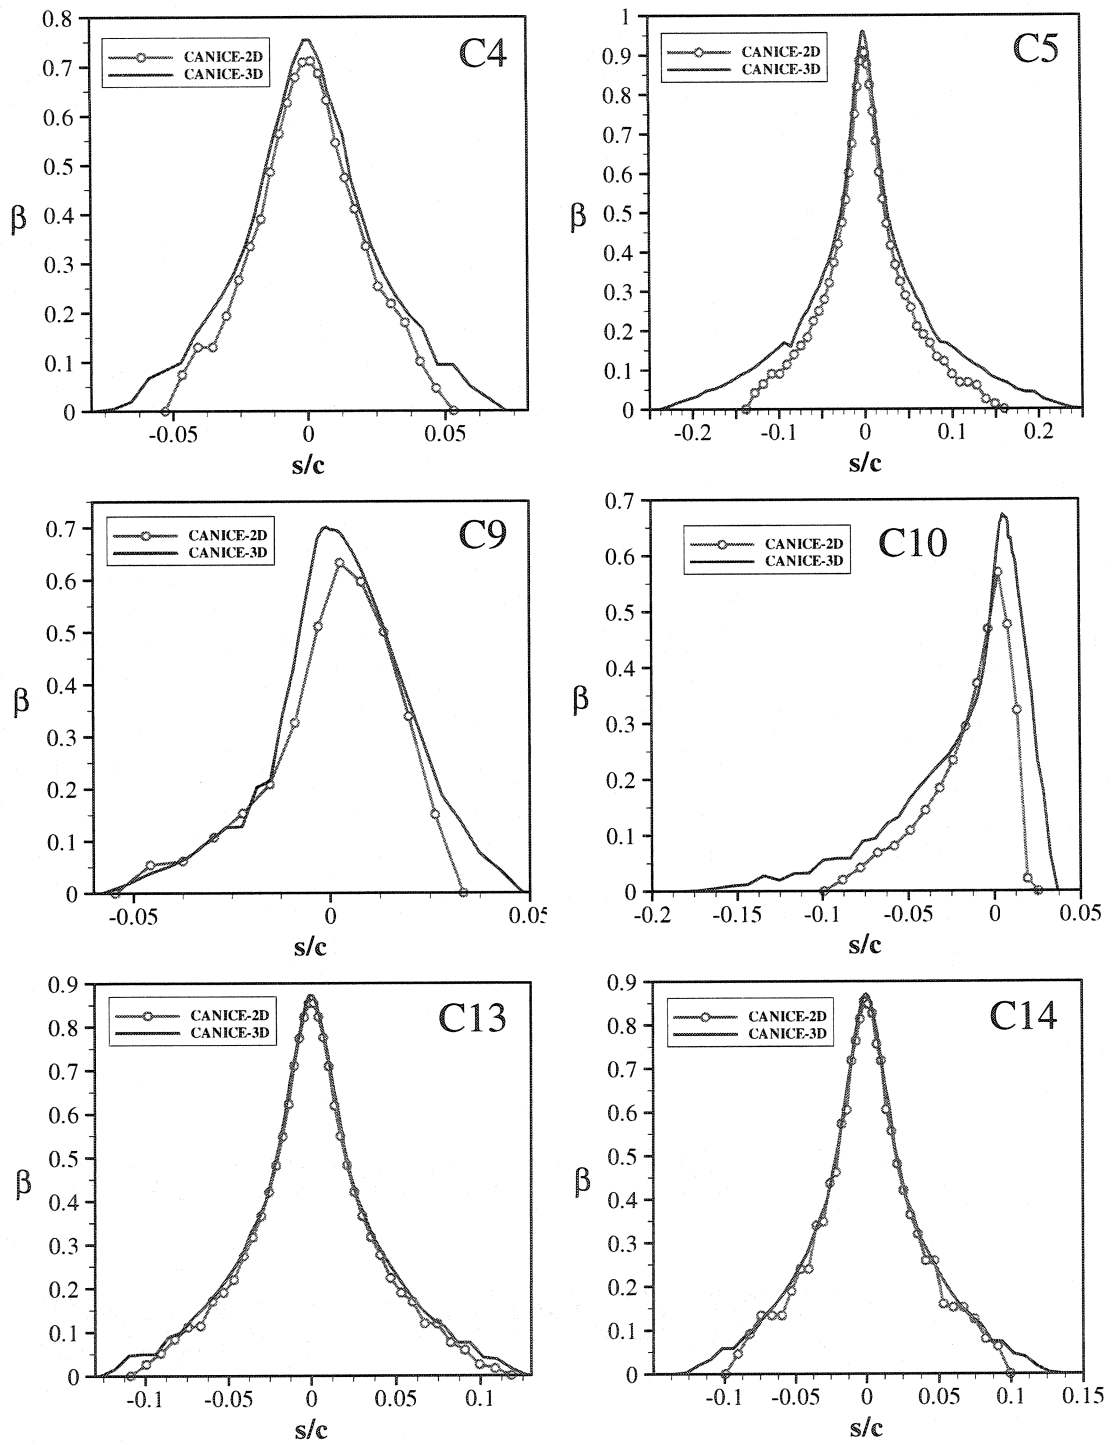 C4
CANICE-2D
CANICE-3D
0.8
0.7
0.6
0.5
0.4
0.3
0.2
0.1
0
β
-0.05 0 0.05
s/c
C5
CANICE-2D
CANICE-3D
1
0.9
0.8
0.7
0.6
0.5
0.4
0.3
0.2
0.1
0
β
-0.2 -0.1 0 0.1 0.2
s/c
C9
CANICE-2D
CANICE-3D
0.7
0.6
0.5
0.4
0.3
0.2
0.1
0
β
-0.05 0 0.05
s/c
C10
CANICE-2D
CANICE-3D
0.7
0.6
0.5
0.4
0.3
0.2
0.1
0
β
-0.2 -0.15 -0.1 -0.05 0 0.05
s/c
C13
CANICE-2D
CANICE-3D
0.9
0.8
0.7
0.6
0.5
0.4
0.3
0.2
0.1
0
β
-0.1 -0.05 0 0.05 0.1
s/c
C14
CANICE-2D
CANICE-3D
0.9
0.8
0.7
0.6
0.5
0.4
0.3
0.2
0.1
0
β
-0.1 -0.05 0 0.05 0.1 0.15
s/c